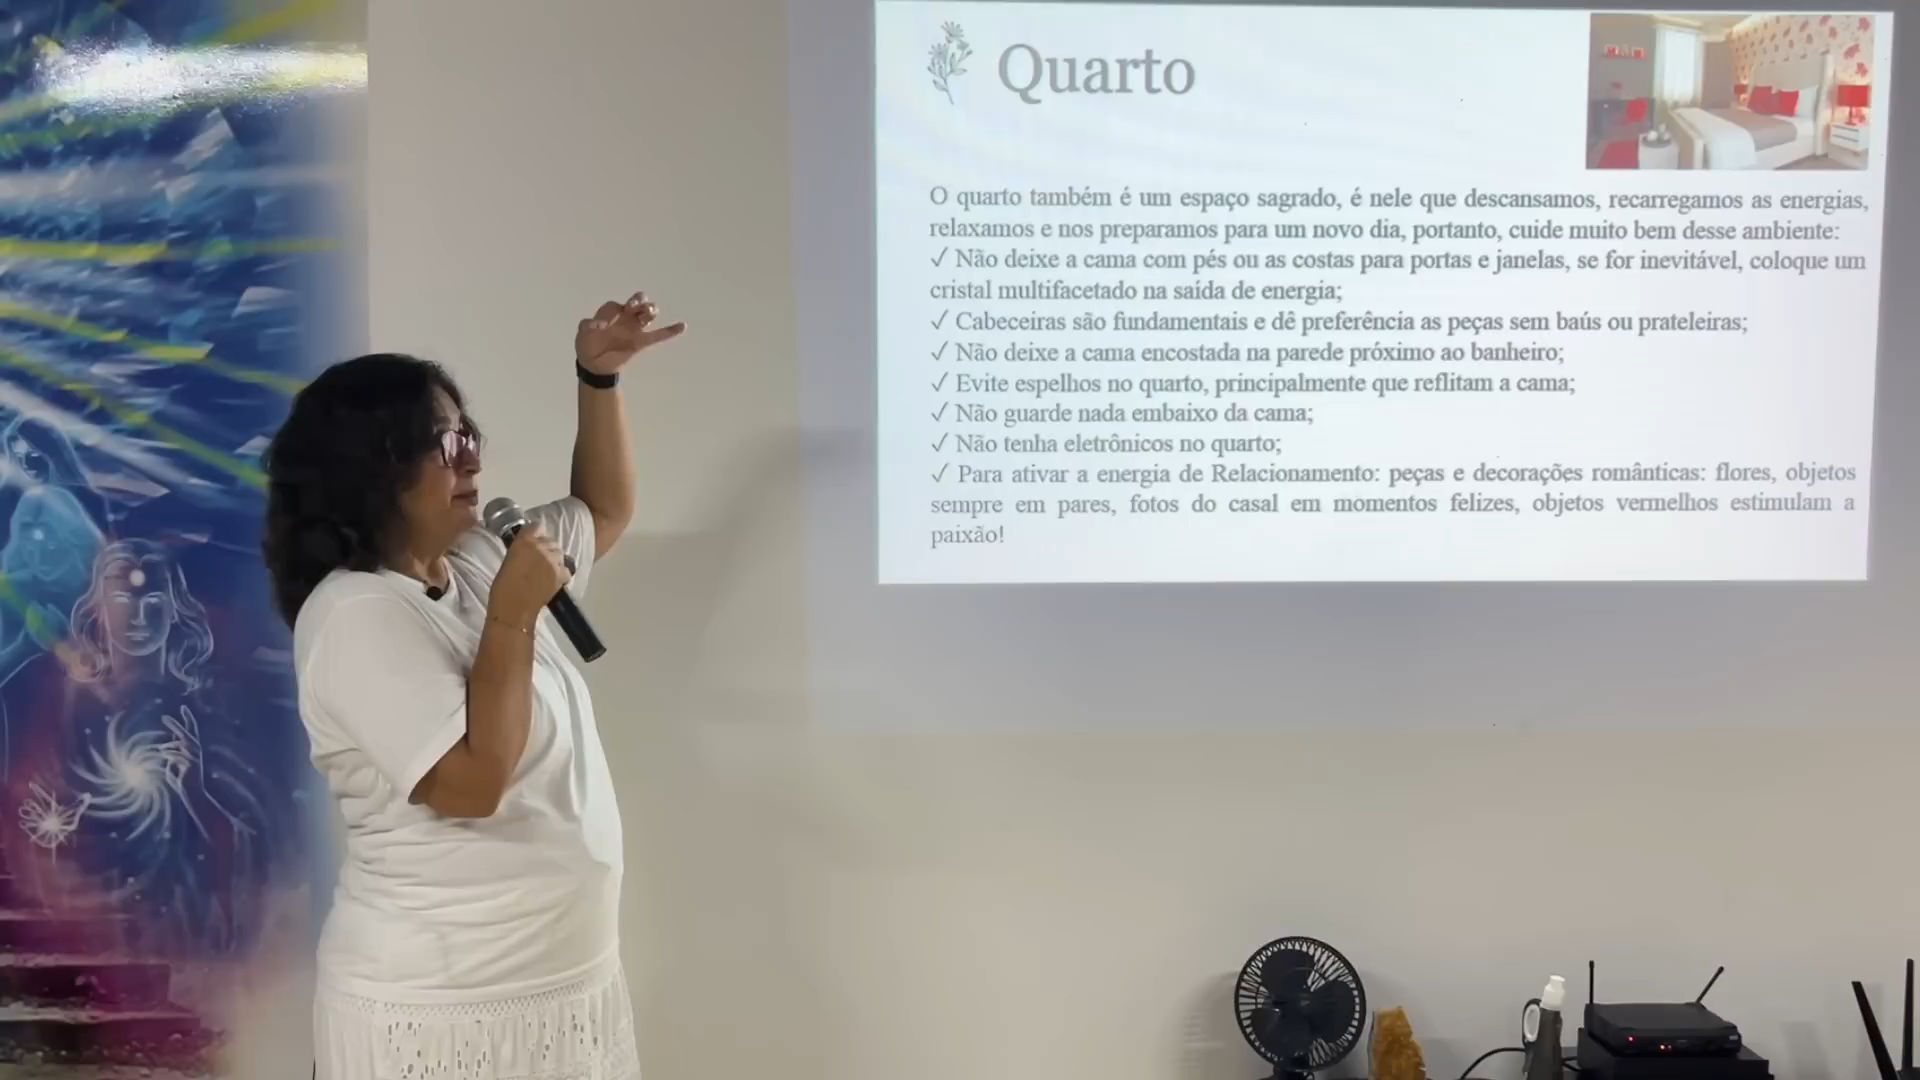 Quarto
O quarto também é um espaço sagrado, é nele que descansamos, recarregamos as energias,
relaxamos e nos preparamos para um novo dia, portanto, cuide muito bem desse ambiente:
✓ Não deixe a cama com pés ou as costas para portas e janelas, se for inevitável, coloque um
cristal multifacetado na saída de energia;
✓ Cabeceiras são fundamentais e dê preferência as peças sem baús ou prateleiras;
✓ Não deixe a cama encostada na parede próximo ao banheiro;
✓ Evite espelhos no quarto, principalmente que reflitam a cama;
✓ Não guarde nada embaixo da cama;
✓ Não tenha eletrônicos no quarto;
✓ Para ativar a energia de Relacionamento: peças e decorações românticas: flores, objetos
sempre em pares, fotos do casal em momentos felizes, objetos vermelhos estimulam a
paixão!